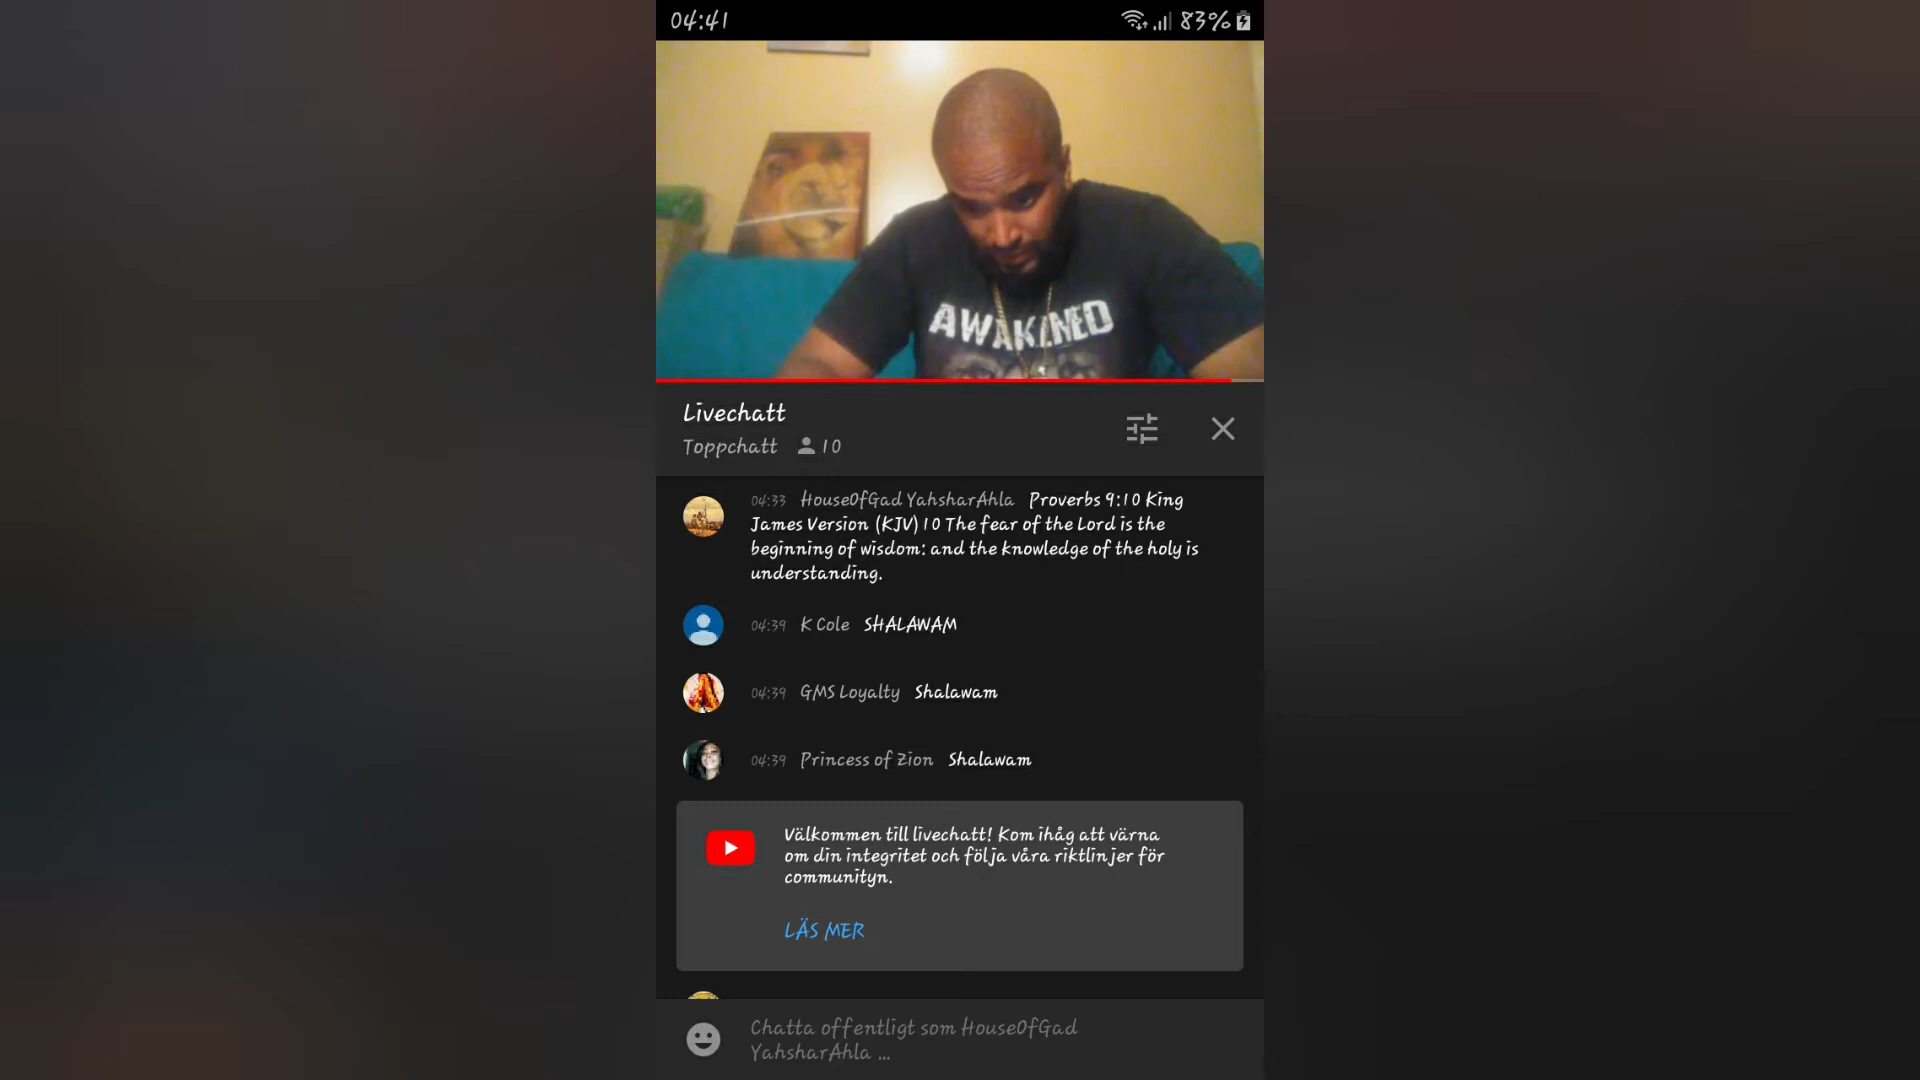 04:41
83%
AWAKENED
Livechatt
Toppchatt 10
04:33 HouseOfGad YahsharAhla Proverbs 9:10 King
James Version (KJV) 10 The fear of the Lord is the
beginning of wisdom: and the knowledge of the holy is
understanding.
04:39 K Cole SHALAWAM
04:39 GMS Loyalty Shalawam
04:39 Princess of Zion Shalawam
Välkommen till livechatt! Kom ihåg att värna
om din integritet och följa våra riktlinjer för
communityn.
LÄS MER
Chatta offentligt som HouseOfGad
YahsharAhla ...